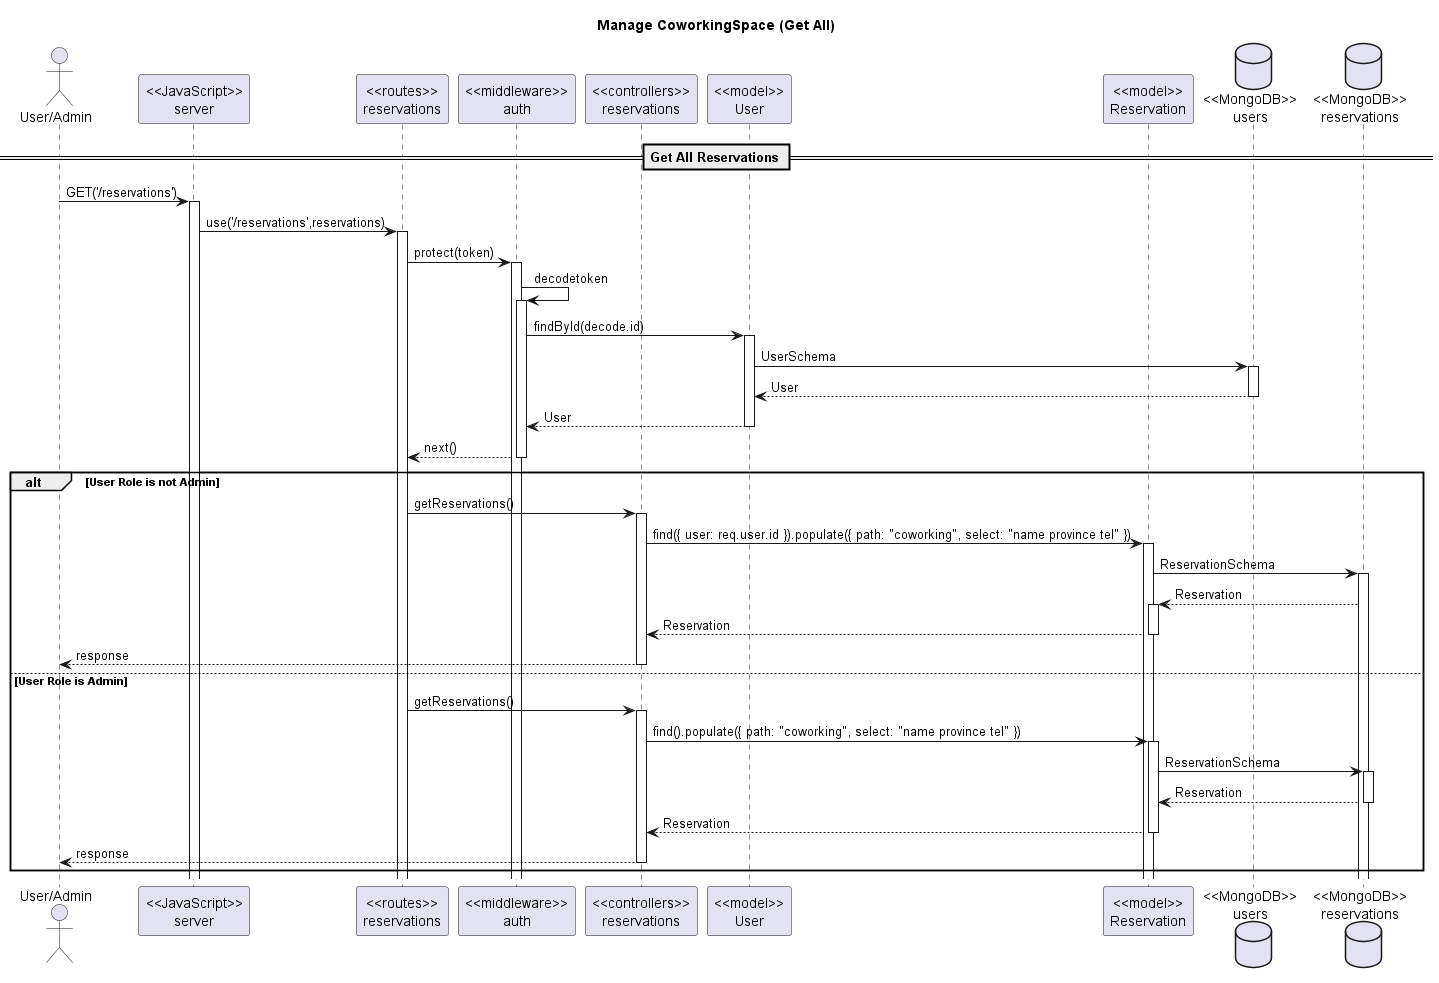 Manage CoworkingSpace (Get All)
User/Admin
<<JavaScript>>
server
<<routes>>
reservations
<<middleware>>
auth
<<controllers>>
reservations
<<model>>
User
<<model>>
Reservation
<<MongoDB>>
users
<<MongoDB>>
reservations
Get All Reservations
GET('/reservations')
use('/reservations',reservations)
protect(token)
decodetoken
findById(decode.id)
UserSchema
User
User
next()
alt
[User Role is not Admin]
getReservations()
find({ user: req.user.id }).populate({ path: "coworking", select: "name province tel" })
ReservationSchema
Reservation
Reservation
response
[User Role is Admin]
getReservations()
find().populate({ path: "coworking", select: "name province tel" })
ReservationSchema
Reservation
Reservation
response
User/Admin
<<JavaScript>>
server
<<routes>>
reservations
<<middleware>>
auth
<<controllers>>
reservations
<<model>>
User
<<model>>
Reservation
<<MongoDB>>
users
<<MongoDB>>
reservations